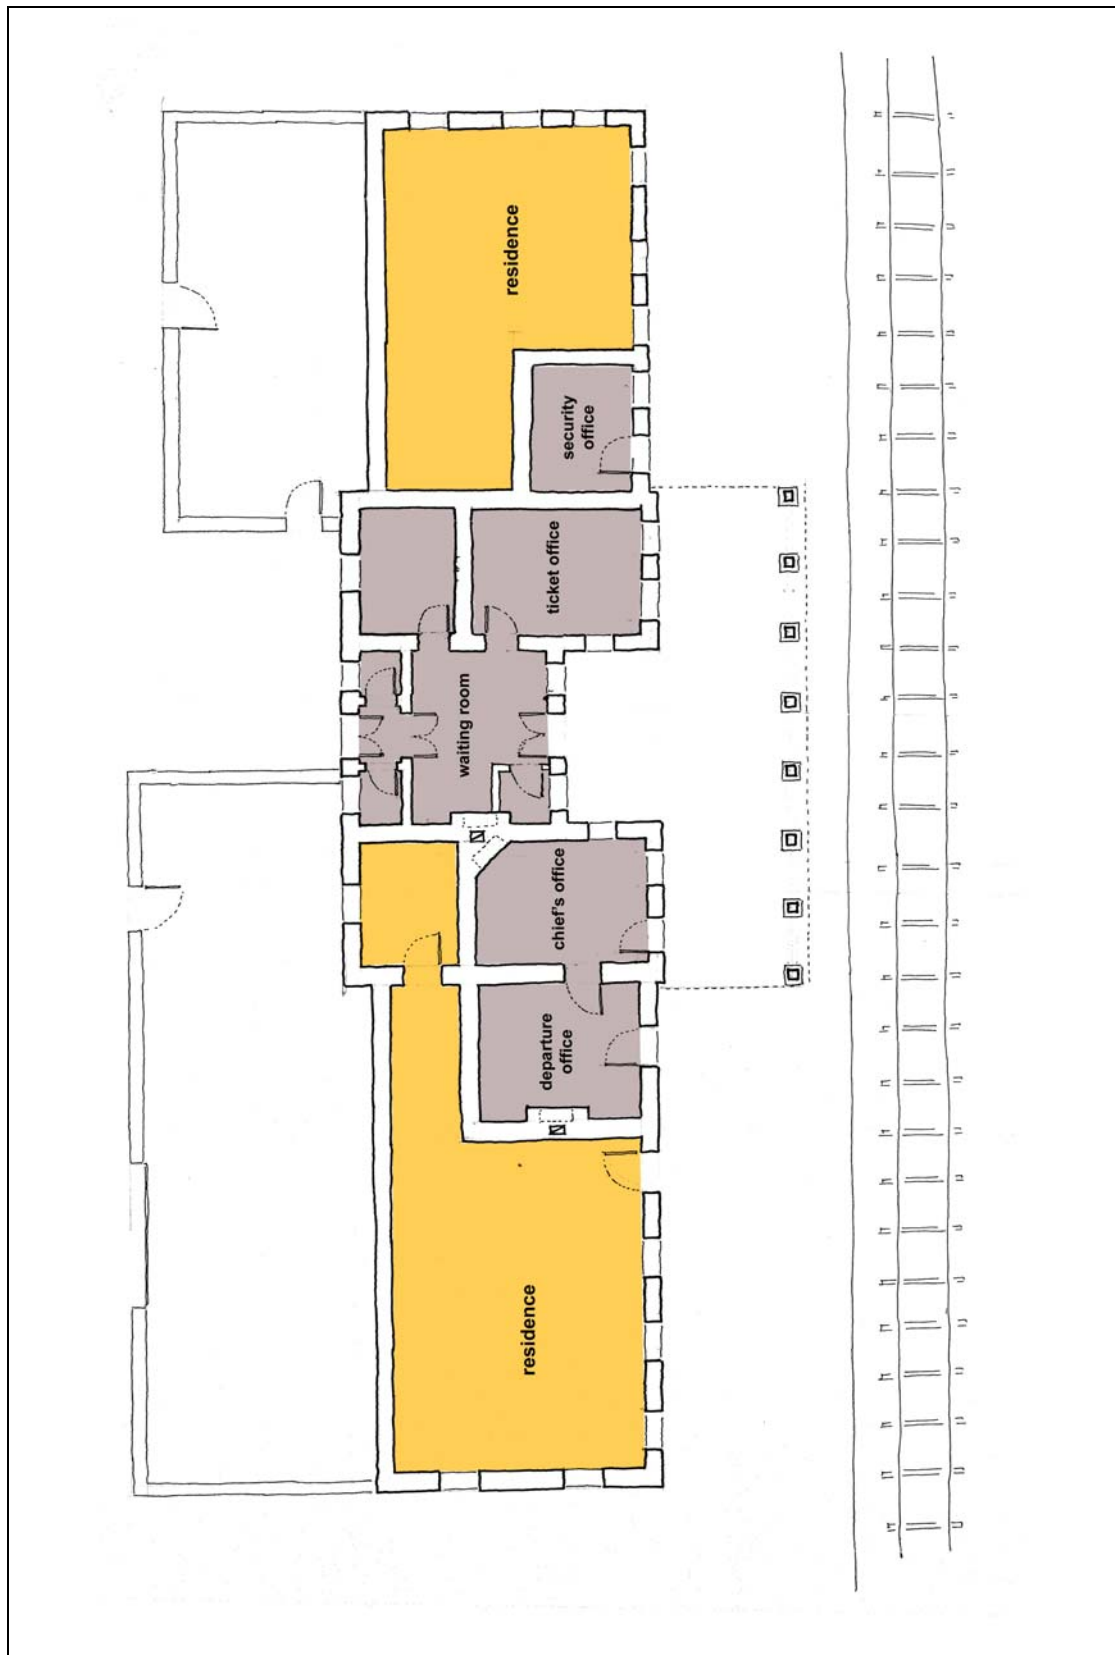 residence
security
office
ticket office
waiting room
chief's office
departure
office
residence